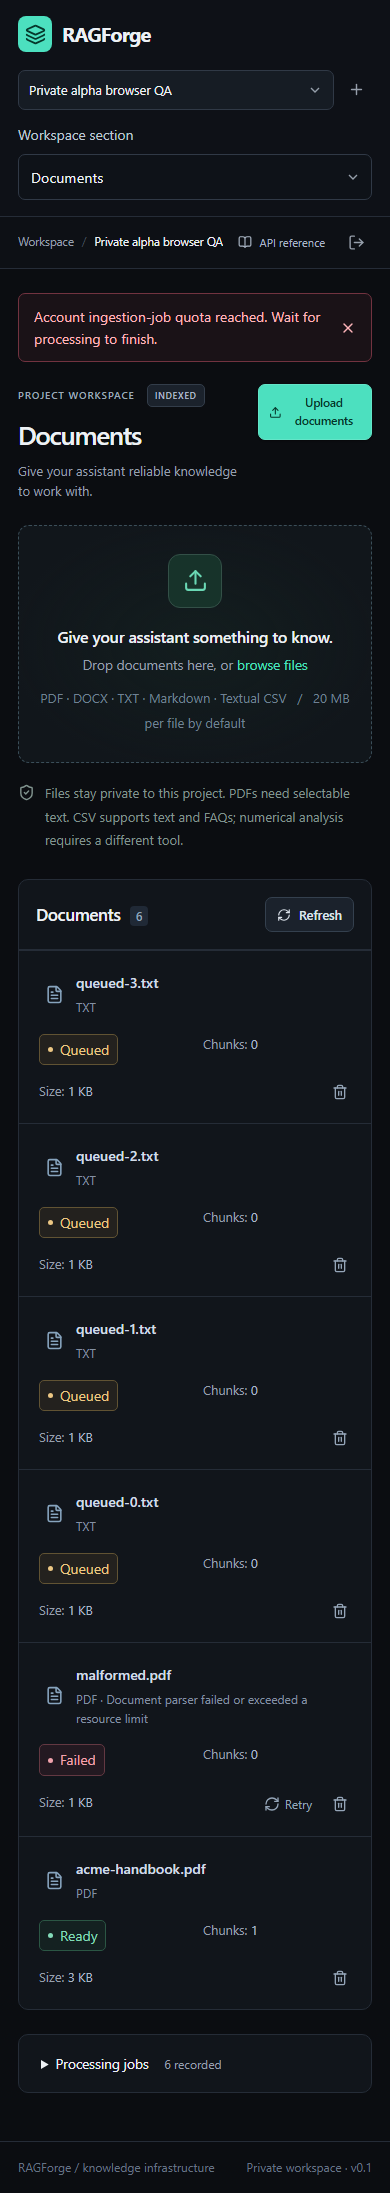 RAGForge
Private alpha browser QA
Workspace section
Documents
Workspace / Private alpha browser QA API reference
Account ingestion-job quota reached. Wait for
processing to finish.
PROJECT WORKSPACE INDEXED
Upload
documents
Documents
Give your assistant reliable knowledge
to work with.
Give your assistant something to know.
Drop documents here, or browse files
PDF · DOCX · TXT · Markdown · Textual CSV / 20 MB
per file by default
Files stay private to this project. PDFs need selectable
text. CSV supports text and FAQs; numerical analysis
requires a different tool.
Documents 6 Refresh
queued-3.txt
TXT
Queued Chunks: 0
Size: 1 KB
queued-2.txt
TXT
Queued Chunks: 0
Size: 1 KB
queued-1.txt
TXT
Queued Chunks: 0
Size: 1 KB
queued-0.txt
TXT
Queued Chunks: 0
Size: 1 KB
malformed.pdf
PDF · Document parser failed or exceeded a
resource limit
Failed Chunks: 0
Size: 1 KB Retry
acme-handbook.pdf
PDF
Ready Chunks: 1
Size: 3 KB
Processing jobs 6 recorded
RAGForge / knowledge infrastructure Private workspace · v0.1